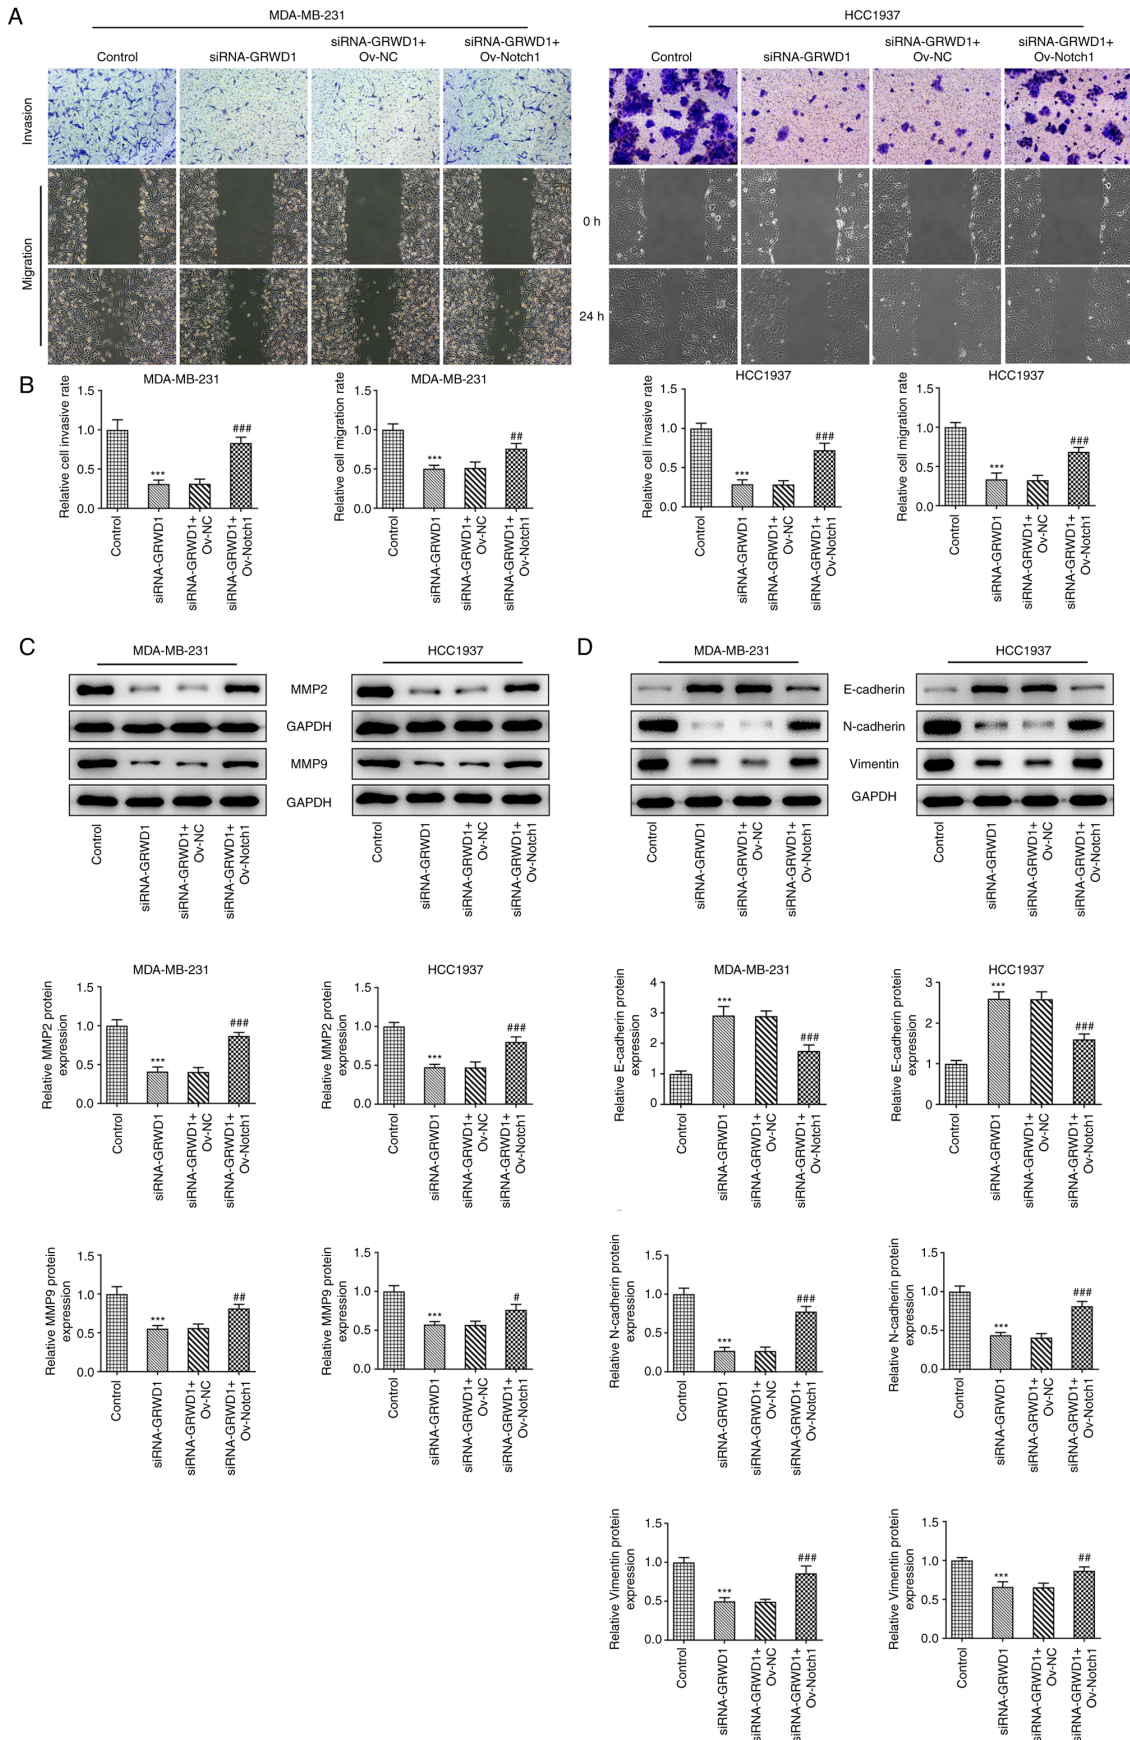 A
MDA-MB-231
HCC1937
Control
siRNA-GRWD1
siRNA-GRWD1+
Ov-NC
siRNA-GRWD1+
Ov-Notch1
Control
siRNA-GRWD1
siRNA-GRWD1+
Ov-NC
siRNA-GRWD1+
Ov-Notch1
Invasion
Migration
0 h
24 h
B
MDA-MB-231
Relative cell invasive rate
1.5
1.0
0.5
0.0
***
###
Control
siRNA-GRWD1
siRNA-GRWD1+
Ov-NC
siRNA-GRWD1+
Ov-Notch1
MDA-MB-231
Relative cell migration rate
1.5
1.0
0.5
0.0
***
##
Control
siRNA-GRWD1
siRNA-GRWD1+
Ov-NC
siRNA-GRWD1+
Ov-Notch1
HCC1937
Relative cell invasive rate
1.5
1.0
0.5
0.0
***
###
Control
siRNA-GRWD1
siRNA-GRWD1+
Ov-NC
siRNA-GRWD1+
Ov-Notch1
HCC1937
Relative cell migration rate
1.5
1.0
0.5
0.0
***
###
Control
siRNA-GRWD1
siRNA-GRWD1+
Ov-NC
siRNA-GRWD1+
Ov-Notch1
C
MDA-MB-231
HCC1937
MMP2
GAPDH
MMP9
GAPDH
Control
siRNA-GRWD1
siRNA-GRWD1+
Ov-NC
siRNA-GRWD1+
Ov-Notch1
Control
siRNA-GRWD1
siRNA-GRWD1+
Ov-NC
siRNA-GRWD1+
Ov-Notch1
D
MDA-MB-231
HCC1937
E-cadherin
N-cadherin
Vimentin
GAPDH
Control
siRNA-GRWD1
siRNA-GRWD1+
Ov-NC
siRNA-GRWD1+
Ov-Notch1
Control
siRNA-GRWD1
siRNA-GRWD1+
Ov-NC
siRNA-GRWD1+
Ov-Notch1
MDA-MB-231
Relative MMP2 protein
expression
1.5
1.0
0.5
0.0
***
###
Control
siRNA-GRWD1
siRNA-GRWD1+
Ov-NC
siRNA-GRWD1+
Ov-Notch1
HCC1937
Relative MMP2 protein
expression
1.5
1.0
0.5
0.0
***
###
Control
siRNA-GRWD1
siRNA-GRWD1+
Ov-NC
siRNA-GRWD1+
Ov-Notch1
MDA-MB-231
Relative E-cadherin protein
expression
4
3
2
1
0
***
###
Control
siRNA-GRWD1
siRNA-GRWD1+
Ov-NC
siRNA-GRWD1+
Ov-Notch1
HCC1937
Relative E-cadherin protein
expression
3
2
1
0
***
###
Control
siRNA-GRWD1
siRNA-GRWD1+
Ov-NC
siRNA-GRWD1+
Ov-Notch1
Relative MMP9 protein
expression
1.5
1.0
0.5
0.0
***
##
Control
siRNA-GRWD1
siRNA-GRWD1+
Ov-NC
siRNA-GRWD1+
Ov-Notch1
Relative MMP9 protein
expression
1.5
1.0
0.5
0.0
***
#
Control
siRNA-GRWD1
siRNA-GRWD1+
Ov-NC
siRNA-GRWD1+
Ov-Notch1
Relative N-cadherin protein
expression
1.5
1.0
0.5
0.0
***
###
Control
siRNA-GRWD1
siRNA-GRWD1+
Ov-NC
siRNA-GRWD1+
Ov-Notch1
Relative N-cadherin protein
expression
1.5
1.0
0.5
0.0
***
###
Control
siRNA-GRWD1
siRNA-GRWD1+
Ov-NC
siRNA-GRWD1+
Ov-Notch1
Relative Vimentin protein
expression
1.5
1.0
0.5
0.0
***
###
Control
siRNA-GRWD1
siRNA-GRWD1+
Ov-NC
siRNA-GRWD1+
Ov-Notch1
Relative Vimentin protein
expression
1.5
1.0
0.5
0.0
***
##
Control
siRNA-GRWD1
siRNA-GRWD1+
Ov-NC
siRNA-GRWD1+
Ov-Notch1